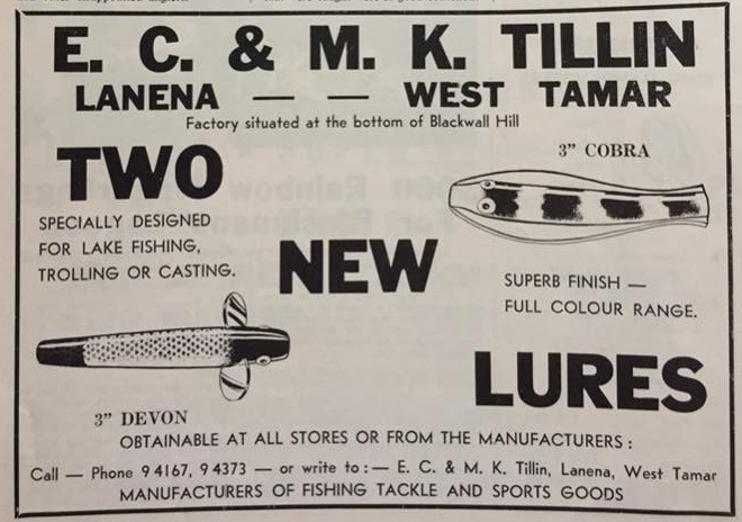 E. C. & M. K. TILLIN
LANENA — — WEST TAMAR
Factory situated at the bottom of Blackwall Hill
TWO
SPECIALLY DESIGNED
FOR LAKE FISHING,
TROLLING OR CASTING.
3" COBRA
NEW
SUPERB FINISH —
FULL COLOUR RANGE.
LURES
3" DEVON
OBTAINABLE AT ALL STORES OR FROM THE MANUFACTURERS :
Call — Phone 9 4167, 9 4373 — or write to : — E. C. & M. K. Tillin, Lanena, West Tamar
MANUFACTURERS OF FISHING TACKLE AND SPORTS GOODS